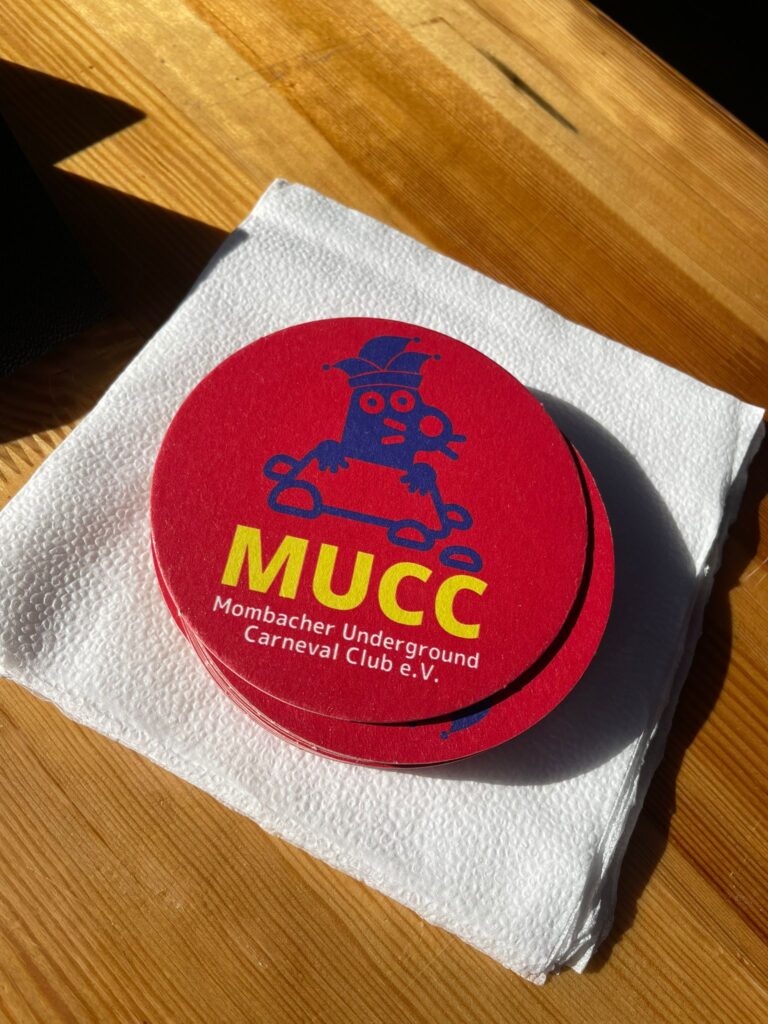 MUCC
Mombacher Underground
Carneval Club e.V.